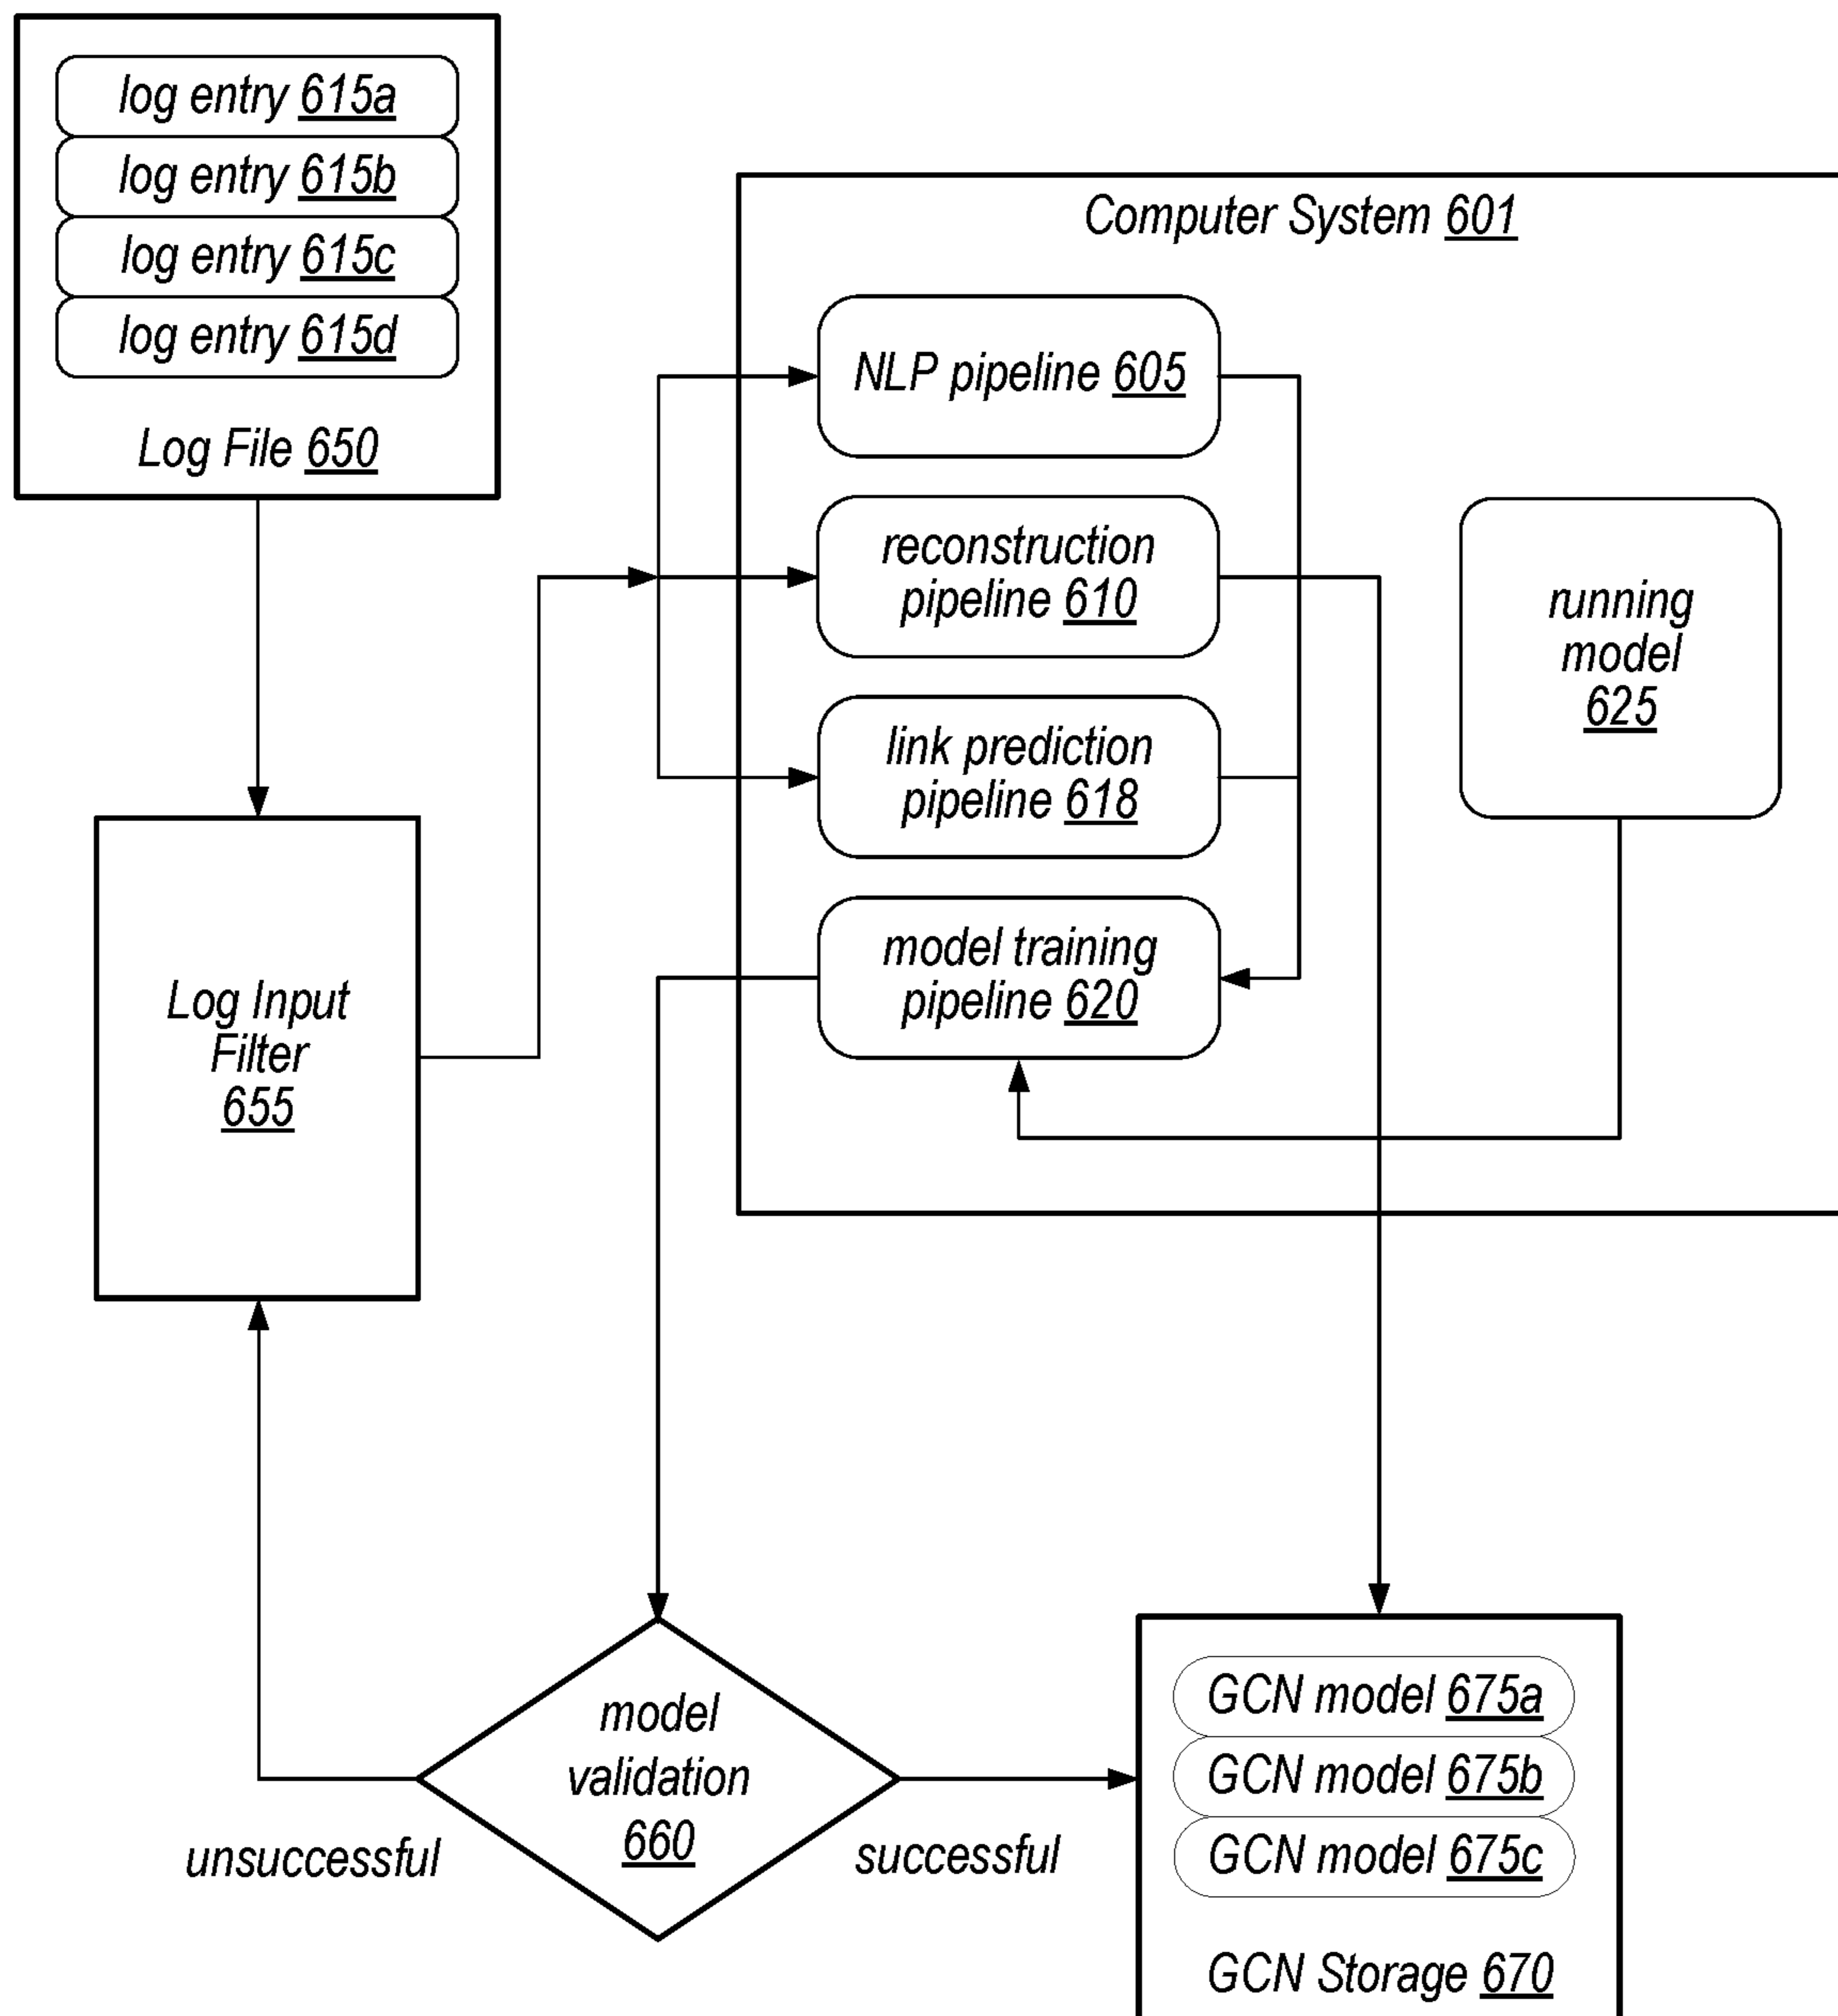 log entry 615a
log entry 615b
log entry 615c
log entry 615d
Log File 650
Computer System 601
NLP pipeline 605
reconstruction
pipeline 610
link prediction
pipeline 618
model training
pipeline 620
running
model
625
Log Input
Filter
655
model
validation
660
unsuccessful
successful
GCN model 675a
GCN model 675b
GCN model 675c
GCN Storage 670